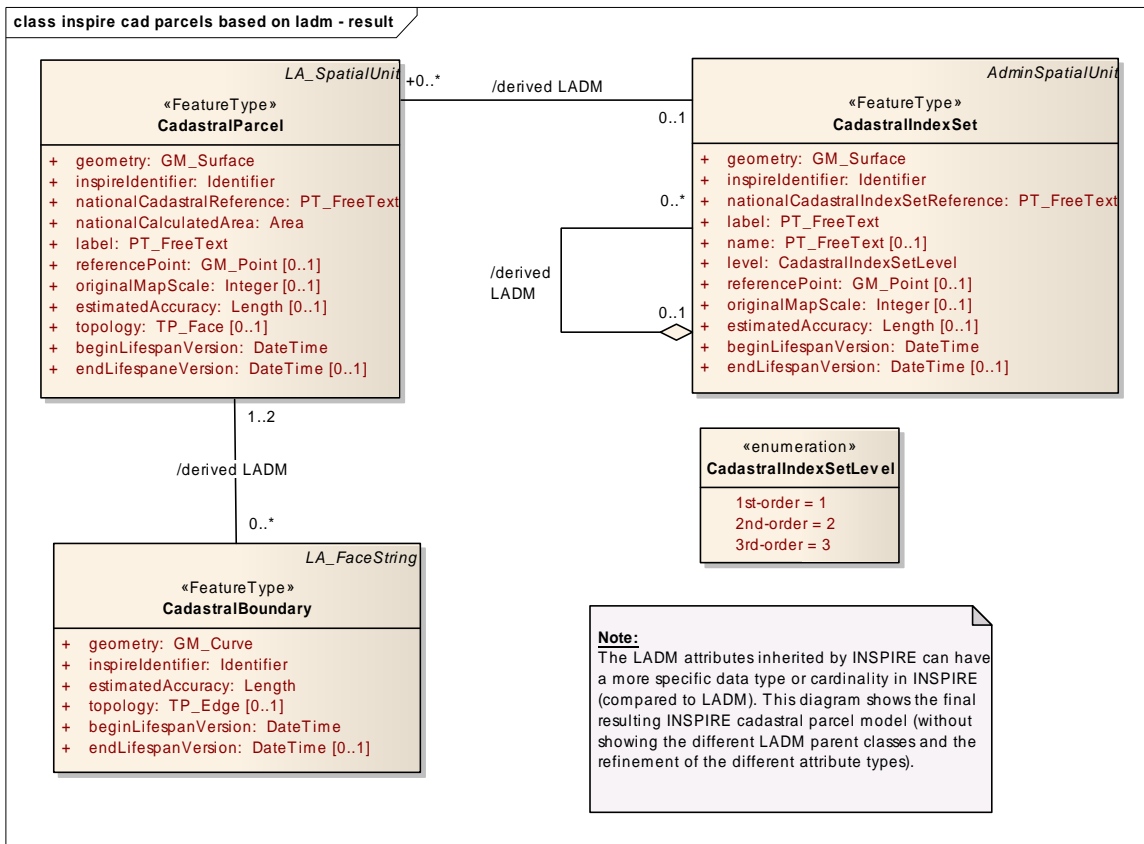 class inspire cad parcels based on ladm - result
LA_SpatialUnit
«FeatureType»
CadastralParcel
+ geometry: GM_Surface
+ inspireIdentifier: Identifier
+ nationalCadastralReference: PT_FreeText
+ nationalCalculatedArea: Area
+ label: PT_FreeText
+ referencePoint: GM_Point [0..1]
+ originalMapScale: Integer [0..1]
+ estimatedAccuracy: Length [0..1]
+ topology: TP_Face [0..1]
+ beginLifespanVersion: DateTime
+ endLifespaneVersion: DateTime [0..1]
+0..*
/derived LADM
0..1
AdminSpatialUnit
«FeatureType»
CadastralIndexSet
+ geometry: GM_Surface
+ inspireIdentifier: Identifier
+ nationalCadastralIndexSetReference: PT_FreeText
+ label: PT_FreeText
+ name: PT_FreeText [0..1]
+ level: CadastralIndexSetLevel
+ referencePoint: GM_Point [0..1]
+ originalMapScale: Integer [0..1]
+ estimatedAccuracy: Length [0..1]
+ beginLifespanVersion: DateTime
+ endLifespanVersion: DateTime [0..1]
0..*
/derived
LADM
0..1
1..2
/derived LADM
0..*
«enumeration»
CadastralIndexSetLevel
1st-order = 1
2nd-order = 2
3rd-order = 3
LA_FaceString
«FeatureType»
CadastralBoundary
+ geometry: GM_Curve
+ inspireIdentifier: Identifier
+ estimatedAccuracy: Length
+ topology: TP_Edge [0..1]
+ beginLifespanVersion: DateTime
+ endLifespanVersion: DateTime [0..1]
Note:
The LADM attributes inherited by INSPIRE can have
a more specific data type or cardinality in INSPIRE
(compared to LADM). This diagram shows the final
resulting INSPIRE cadastral parcel model (without
showing the different LADM parent classes and the
refinement of the different attribute types).